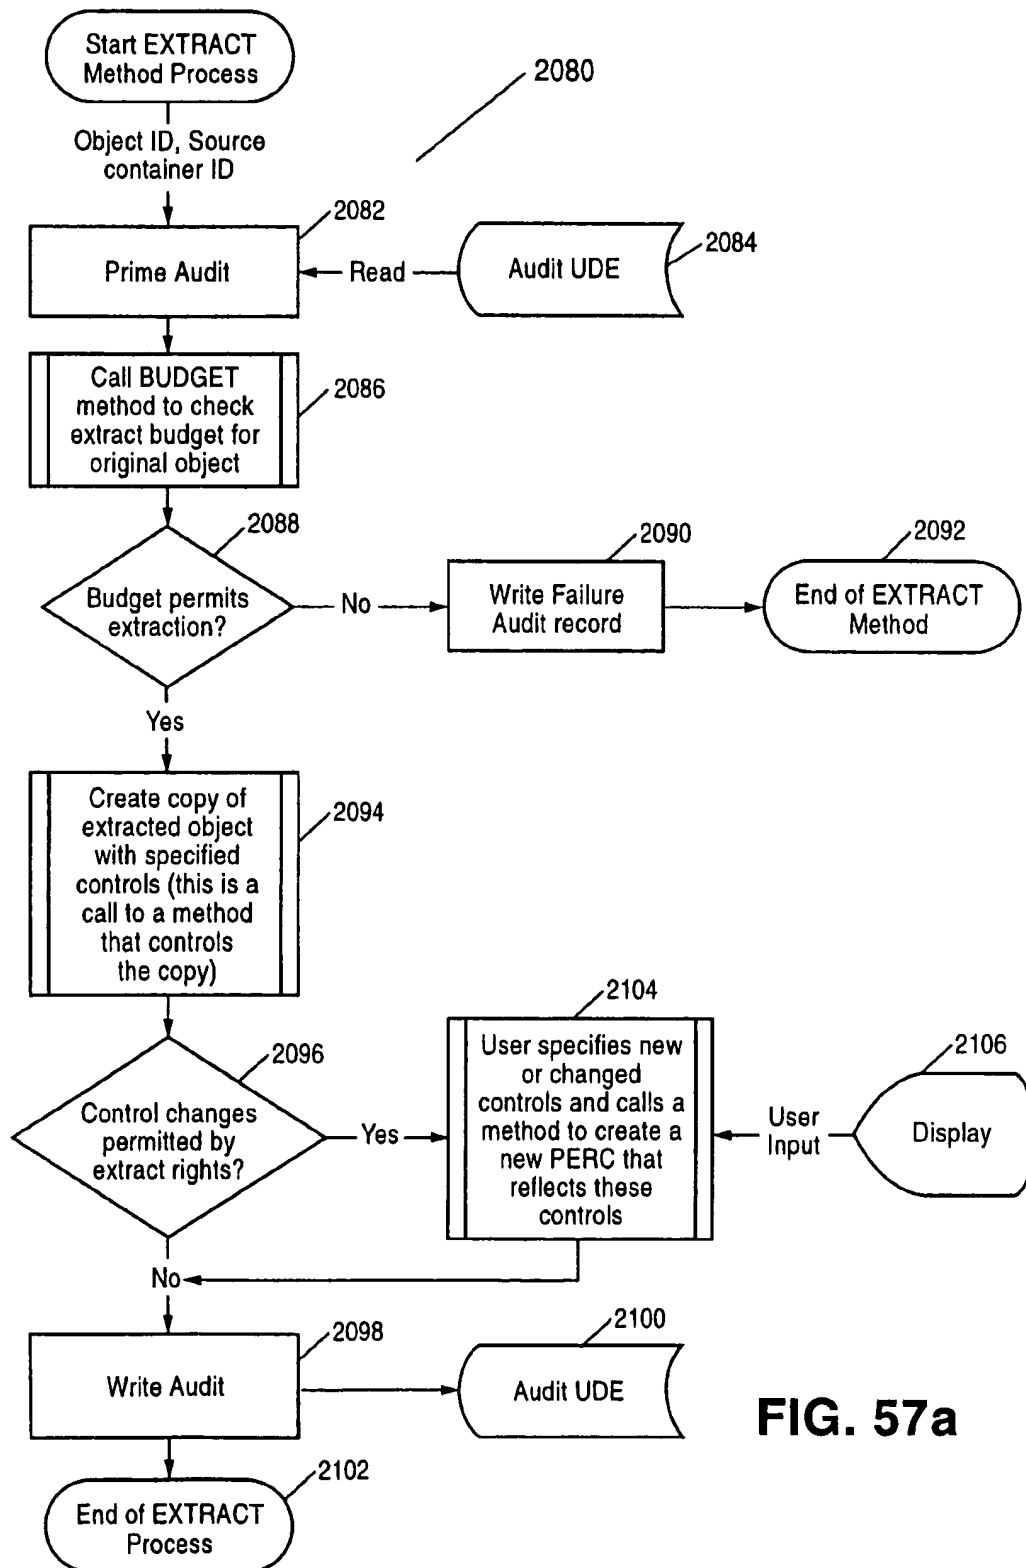 Start EXTRACT
Method Process
2080
Object ID, Source
container ID
2082
Prime Audit
Read
Audit UDE
2084
Call BUDGET
method to check
extract budget for
original object
2086
2088
Budget permits
extraction?
No
2090
Write Failure
Audit record
2092
End of EXTRACT
Method
Yes
Create copy of
extracted object
with specified
controls (this is a
call to a method
that controls
the copy)
2094
2096
Control changes
permitted by
extract rights?
Yes
2104
User specifies new
or changed
controls and calls a
method to create a
new PERC that
reflects these
controls
User
Input
2106
Display
No
2098
Write Audit
2100
Audit UDE
FIG. 57a
2102
End of EXTRACT
Process